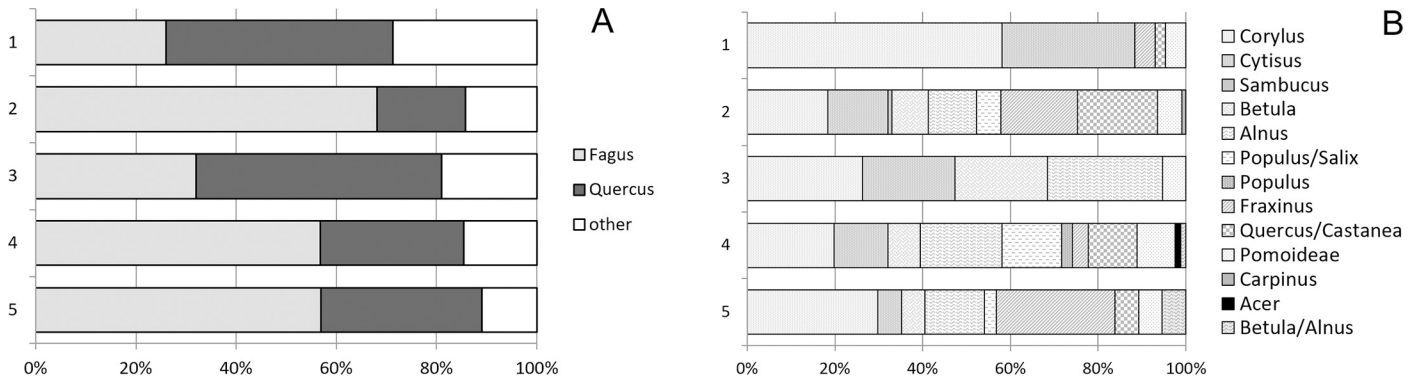 A
1
2
3
4
5
0%
20%
40%
60%
80%
100%
Fagus
Quercus
other
B
1
2
3
4
5
0%
20%
40%
60%
80%
100%
Corylus
Cytisus
Sambucus
Betula
Alnus
Populus/Salix
Populus
Fraxinus
Quercus/Castanea
Pomoideae
Carpinus
Acer
Betula/Alnus